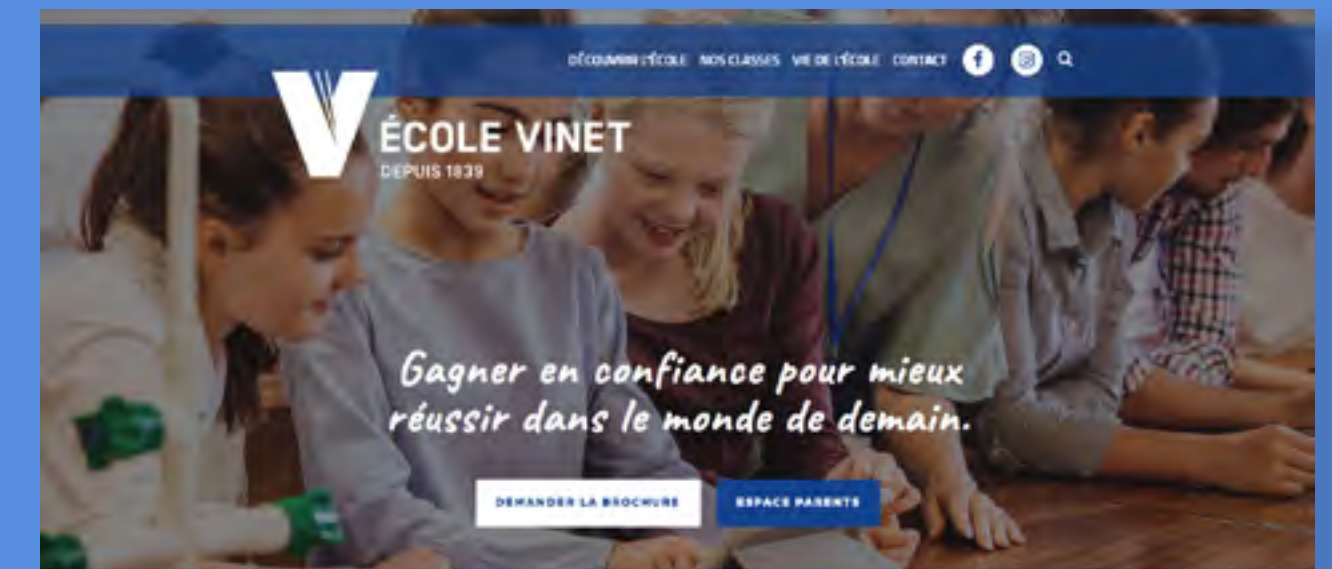 DÉCOUVRIR L'ÉCOLE NOS CLASSES VIE DE L'ÉCOLE CONTACT
ÉCOLE VINET
DEPUIS 1839
Gagner en confiance pour mieux
réussir dans le monde de demain.
DEMANDER LA BROCHURE ESPACE PARENTS